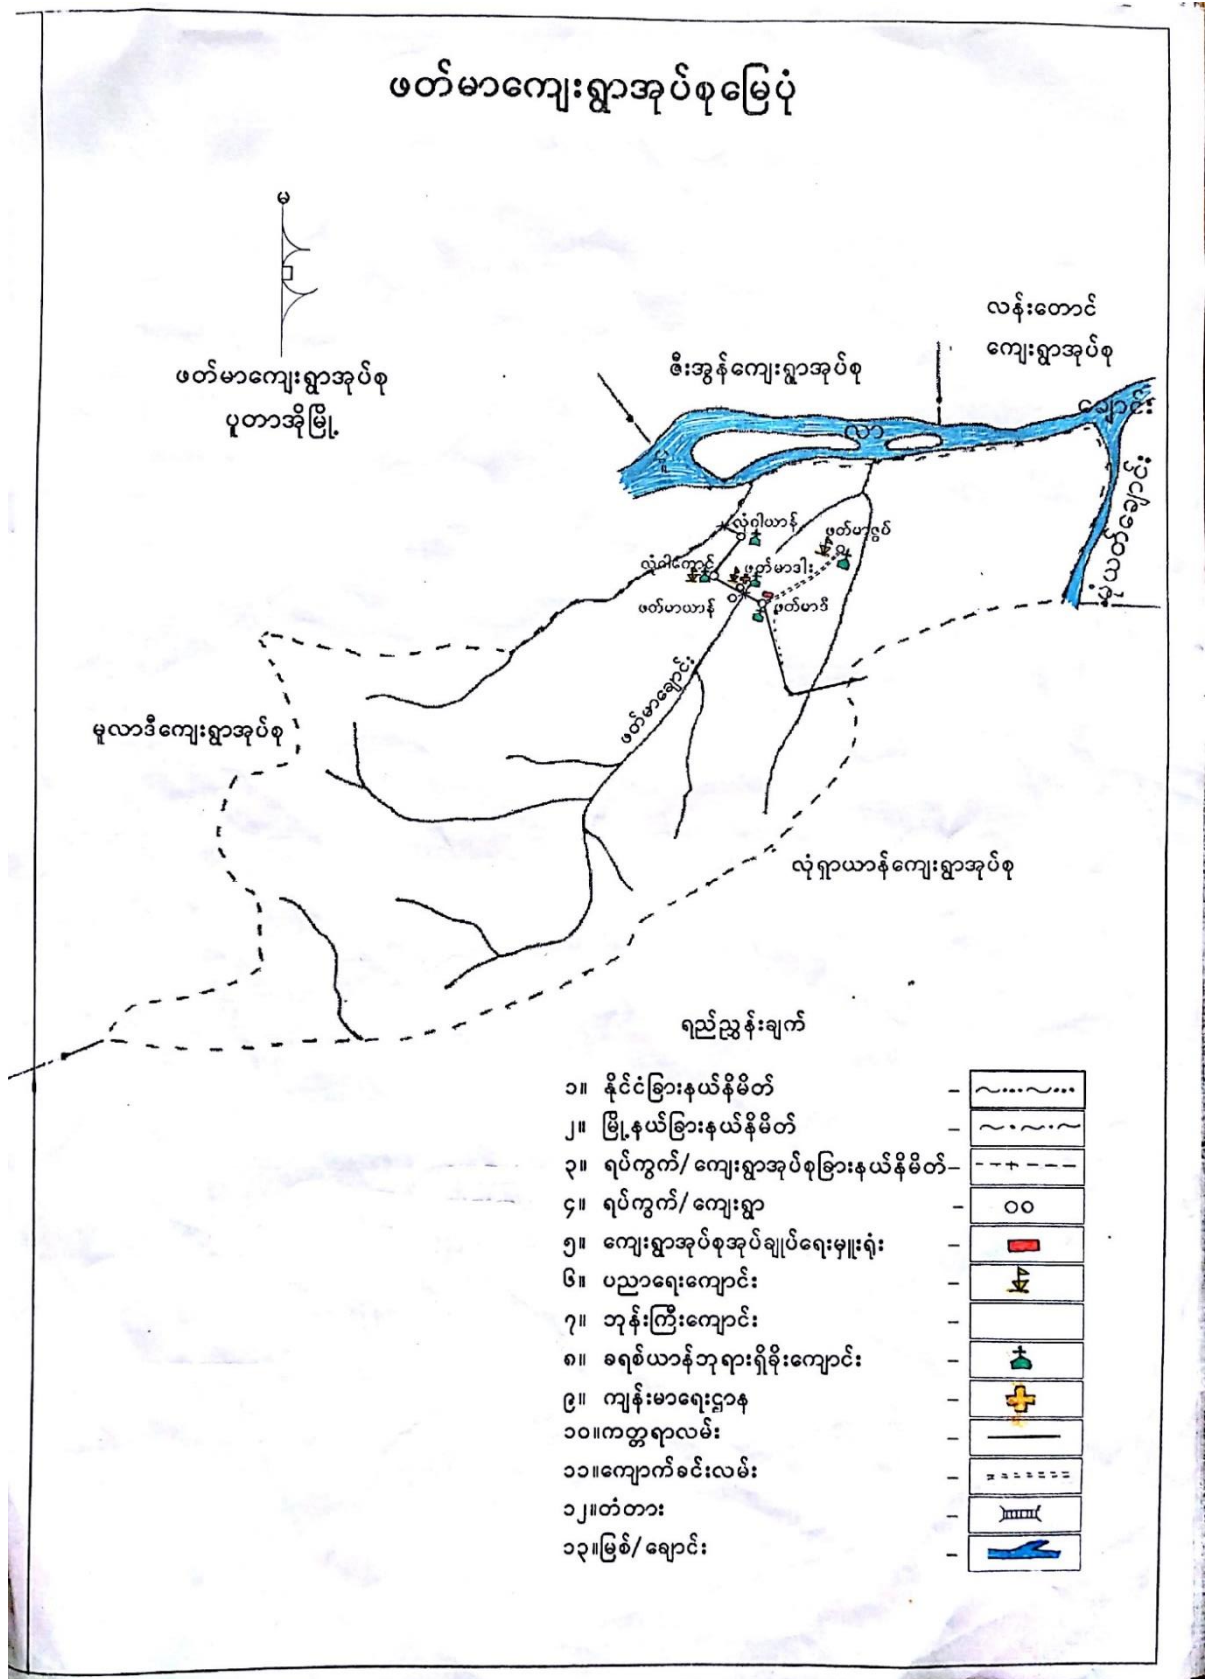 ဖတ်မာကျေးရွာအုပ်စုမြေပုံ
မ
ဖတ်မာကျေးရွာအုပ်စု
ပူတာအိုမြို့
လန်းတောင်
ကျေးရွာအုပ်စု
ဇီးအွန်ကျေးရွာအုပ်စု
ချောင်း
လာ
ပူ
ပုံသတ်ချောင်း
လုံဂါယာန်
ဖတ်မာဇွပ်
လုံဂါကောင်
ဖတ်မာဒါး
ဖတ်မာယာန်
ဖတ်မာဒီ
ဖတ်မာချောင်း
မူလာဒီကျေးရွာအုပ်စု
လုံရှာယာန်ကျေးရွာအုပ်စု
ရည်ညွှန်းချက်
၁။ နိုင်ငံခြားနယ်နိမိတ် –
၂။ မြို့နယ်ခြားနယ်နိမိတ် –
၃။ ရပ်ကွက်/ကျေးရွာအုပ်စုခြားနယ်နိမိတ် –
၄။ ရပ်ကွက်/ကျေးရွာ –
၅။ ကျေးရွာအုပ်စုအုပ်ချုပ်ရေးမှူးရုံး –
၆။ ပညာရေးကျောင်း –
၇။ ဘုန်းကြီးကျောင်း –
၈။ ခရစ်ယာန်ဘုရားရှိခိုးကျောင်း –
၉။ ကျန်းမာရေးဌာန –
၁၀။ကတ္တရာလမ်း –
၁၁။ကျောက်ခင်းလမ်း –
၁၂။တံတား –
၁၃။မြစ်/ချောင်း –